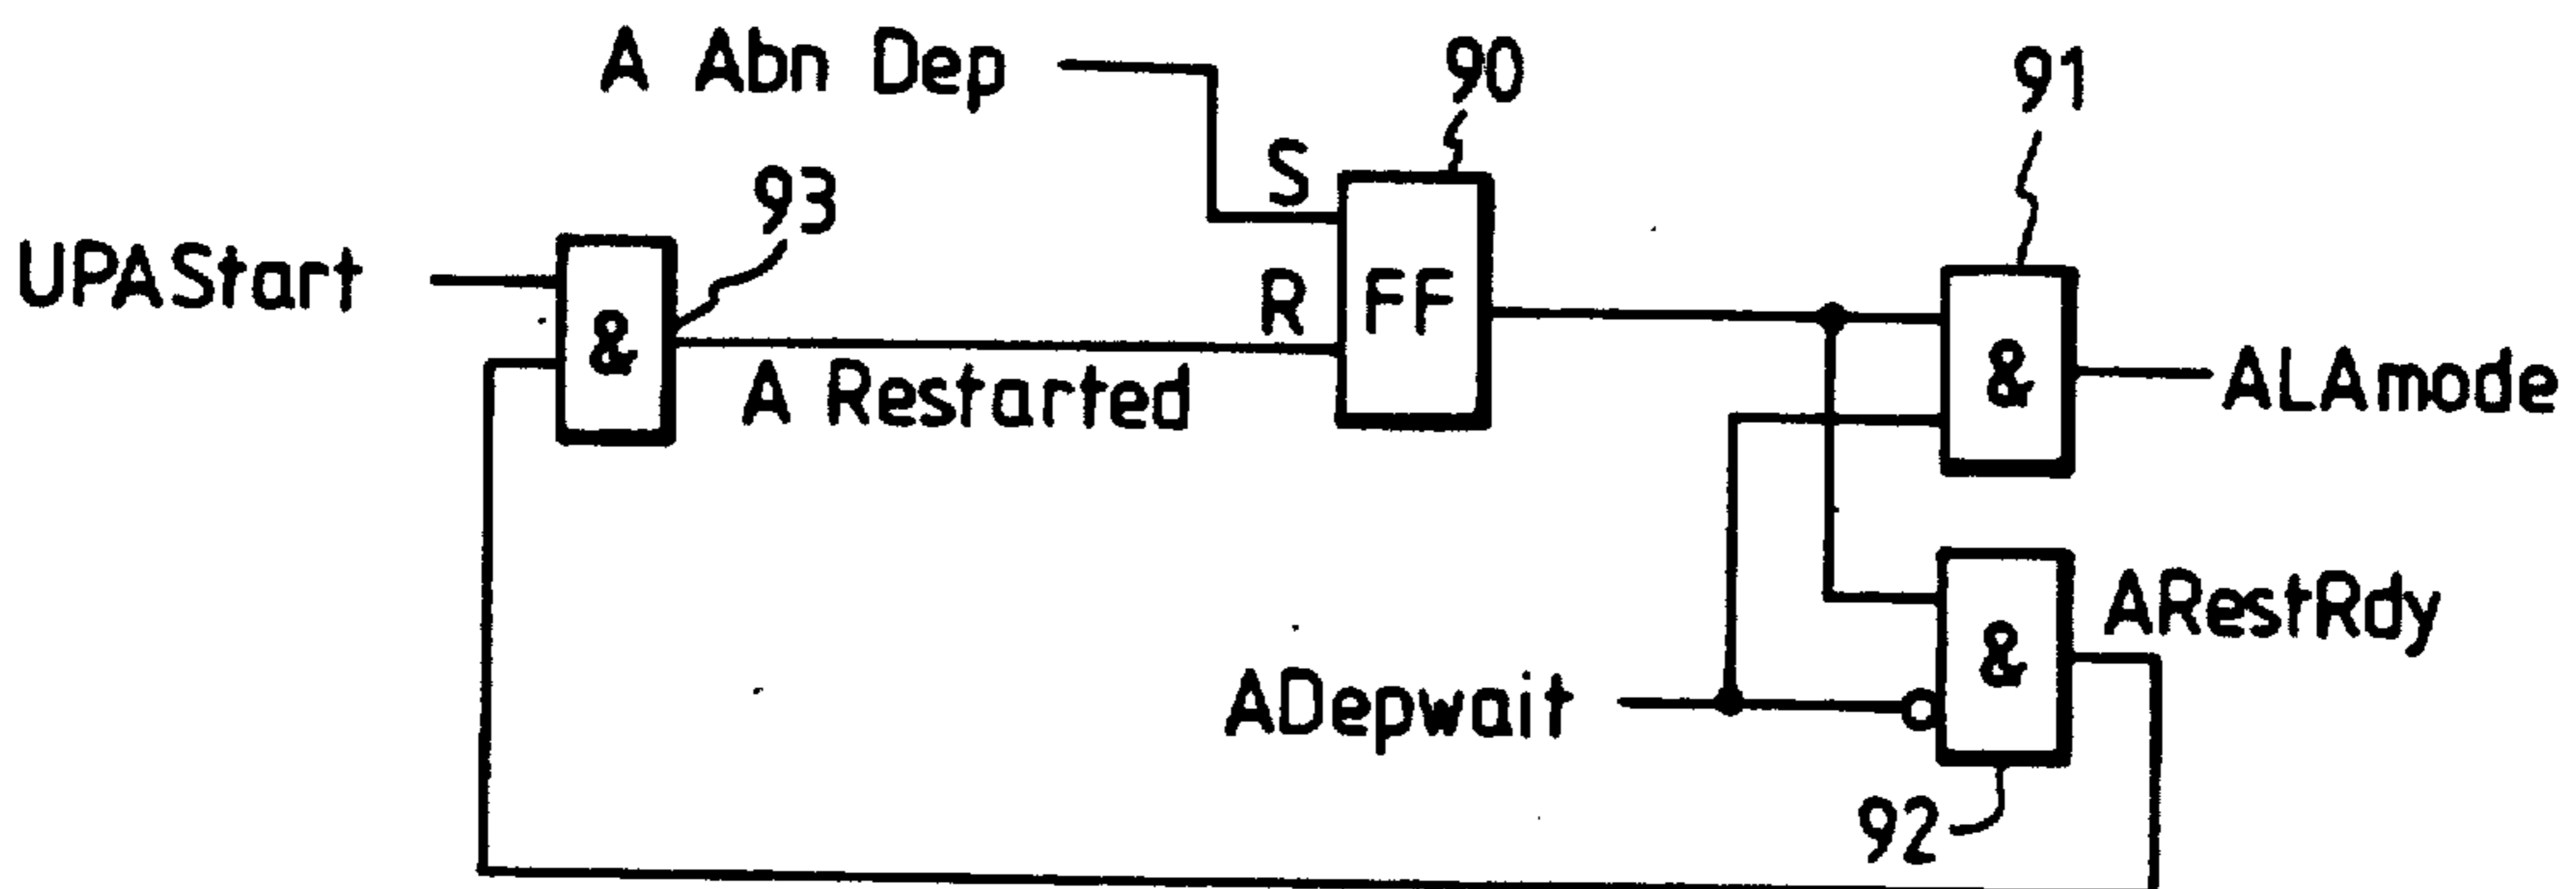 A Abn Dep
90
91
93
S
UPAStart
R
FF
&
&
A Restarted
ALAmode
ARestRdy
&
ADepwait
92